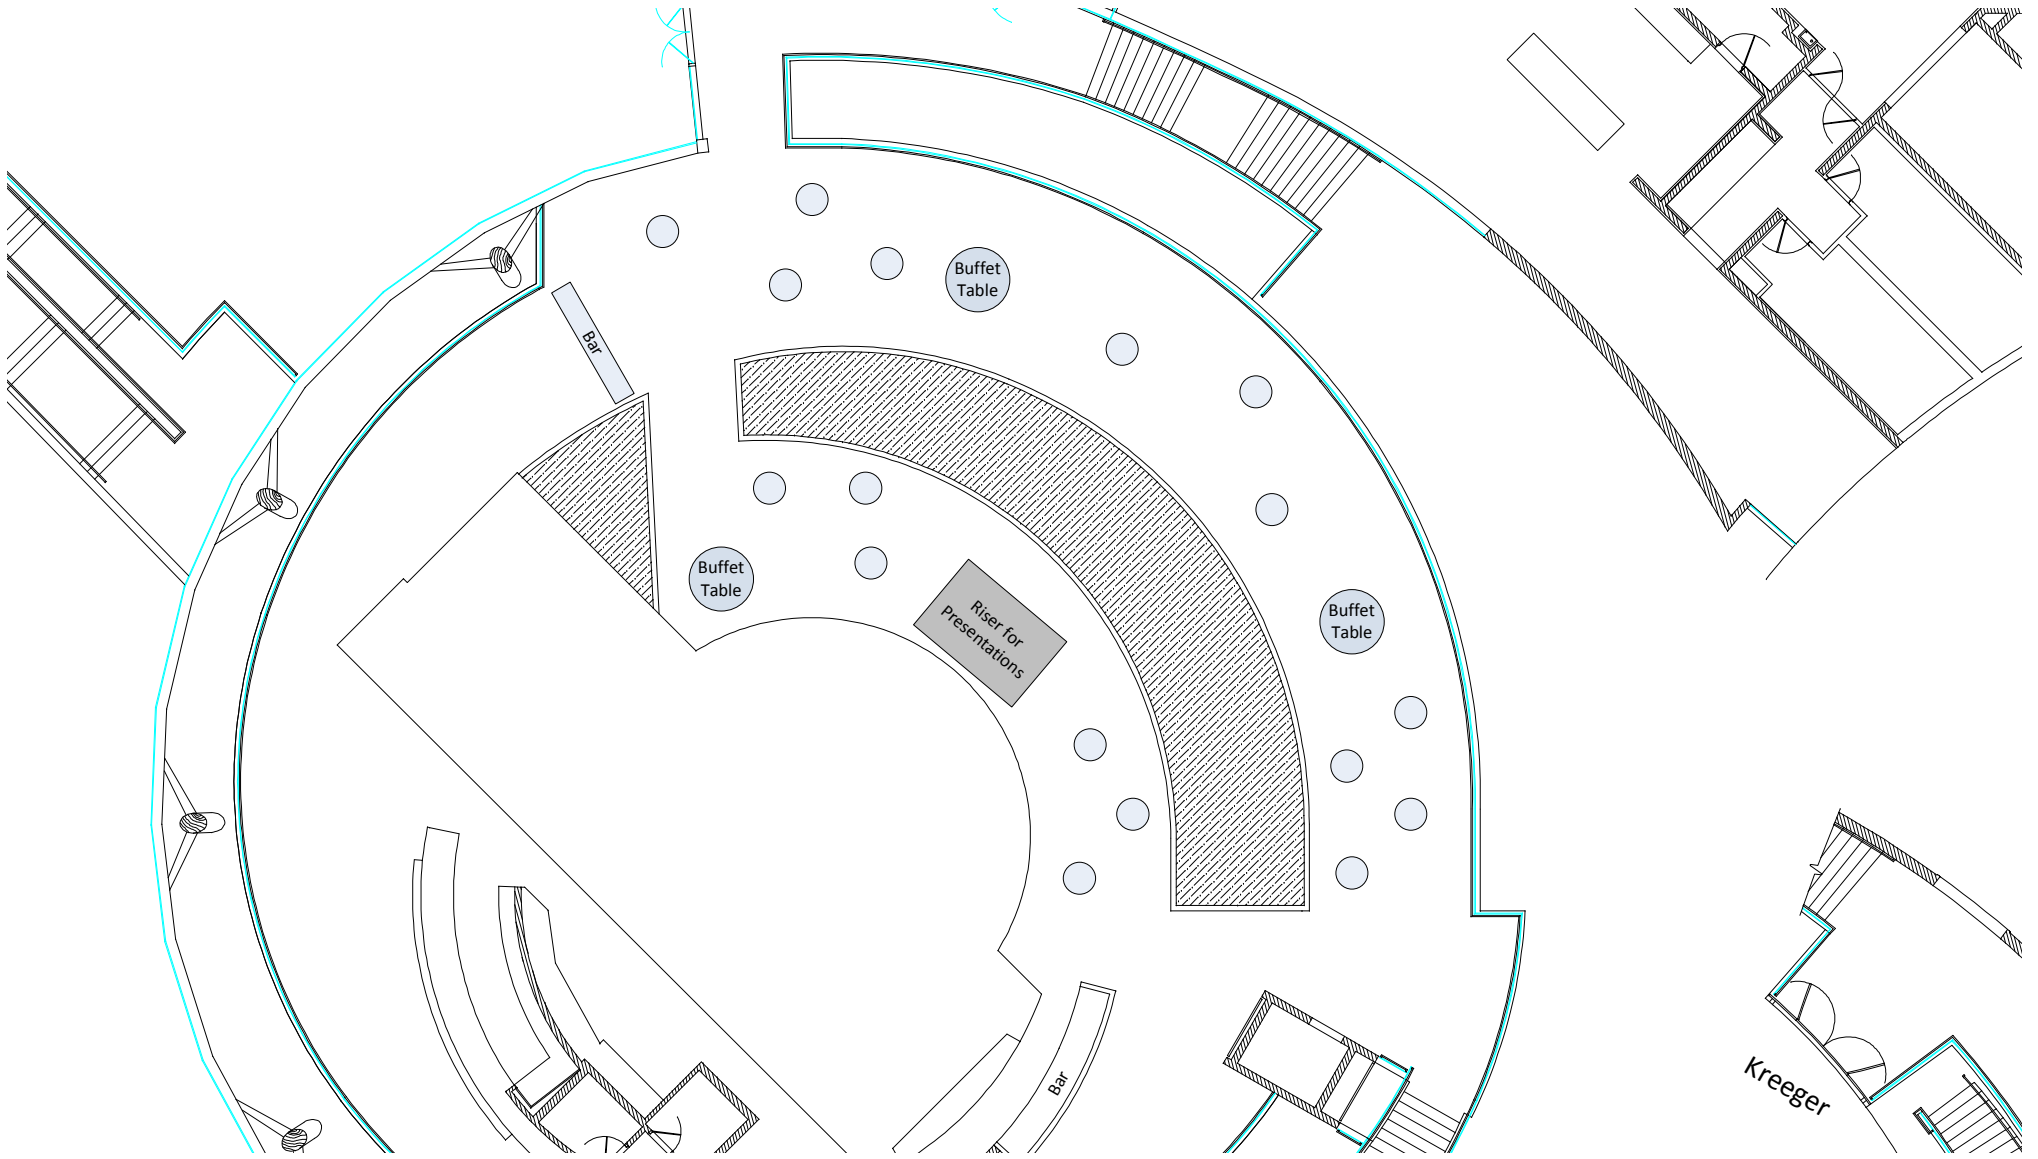 Buffet
Table
Bar
Buffet
Table
Riser for
Presentations
Buffet
Table
Bar
Kreeger